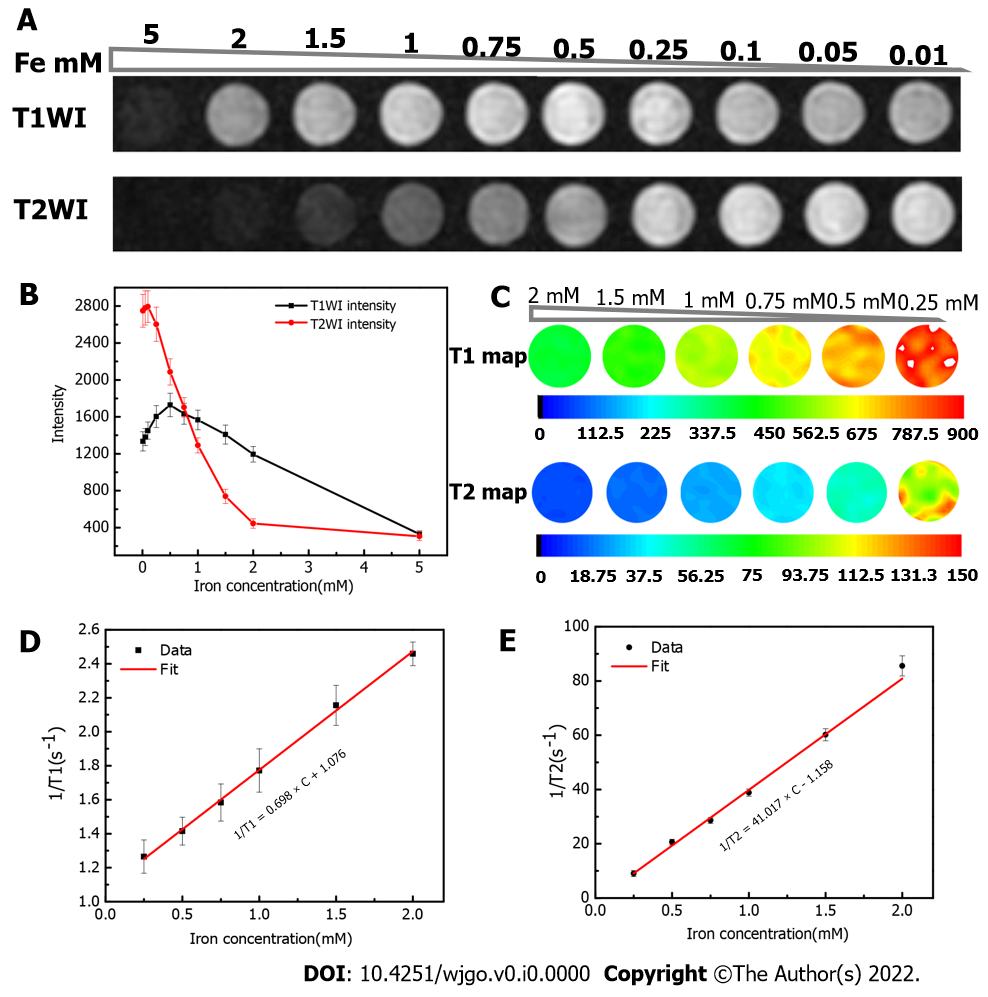 A
5 2 1.5 1 0.75 0.5 0.25 0.1 0.05 0.01
Fe mM
T1WI
T2WI
B
2800
2400
2000
1600
1200
800
400
Intensity
T1WI intensity
T2WI intensity
0 1 2 3 4 5
Iron concentration(mM)
C
2 mM 1.5 mM 1 mM 0.75 mM 0.5 mM 0.25 mM
T1 map
0 112.5 225 337.5 450 562.5 675 787.5 900
T2 map
0 18.75 37.5 56.25 75 93.75 112.5 131.3 150
D
2.6
2.4
2.2
2.0
1.8
1.6
1.4
1.2
1.0
1/T1(s⁻¹)
Data
Fit
1/T1 = 0.698 × C + 1.076
0.0 0.5 1.0 1.5 2.0
Iron concentration(mM)
E
100
80
60
40
20
0
1/T2(s⁻¹)
Data
Fit
1/T2 = 41.017 × C - 1.158
0.0 0.5 1.0 1.5 2.0
Iron concentration(mM)
DOI: 10.4251/wjgo.v0.i0.0000 Copyright ©The Author(s) 2022.